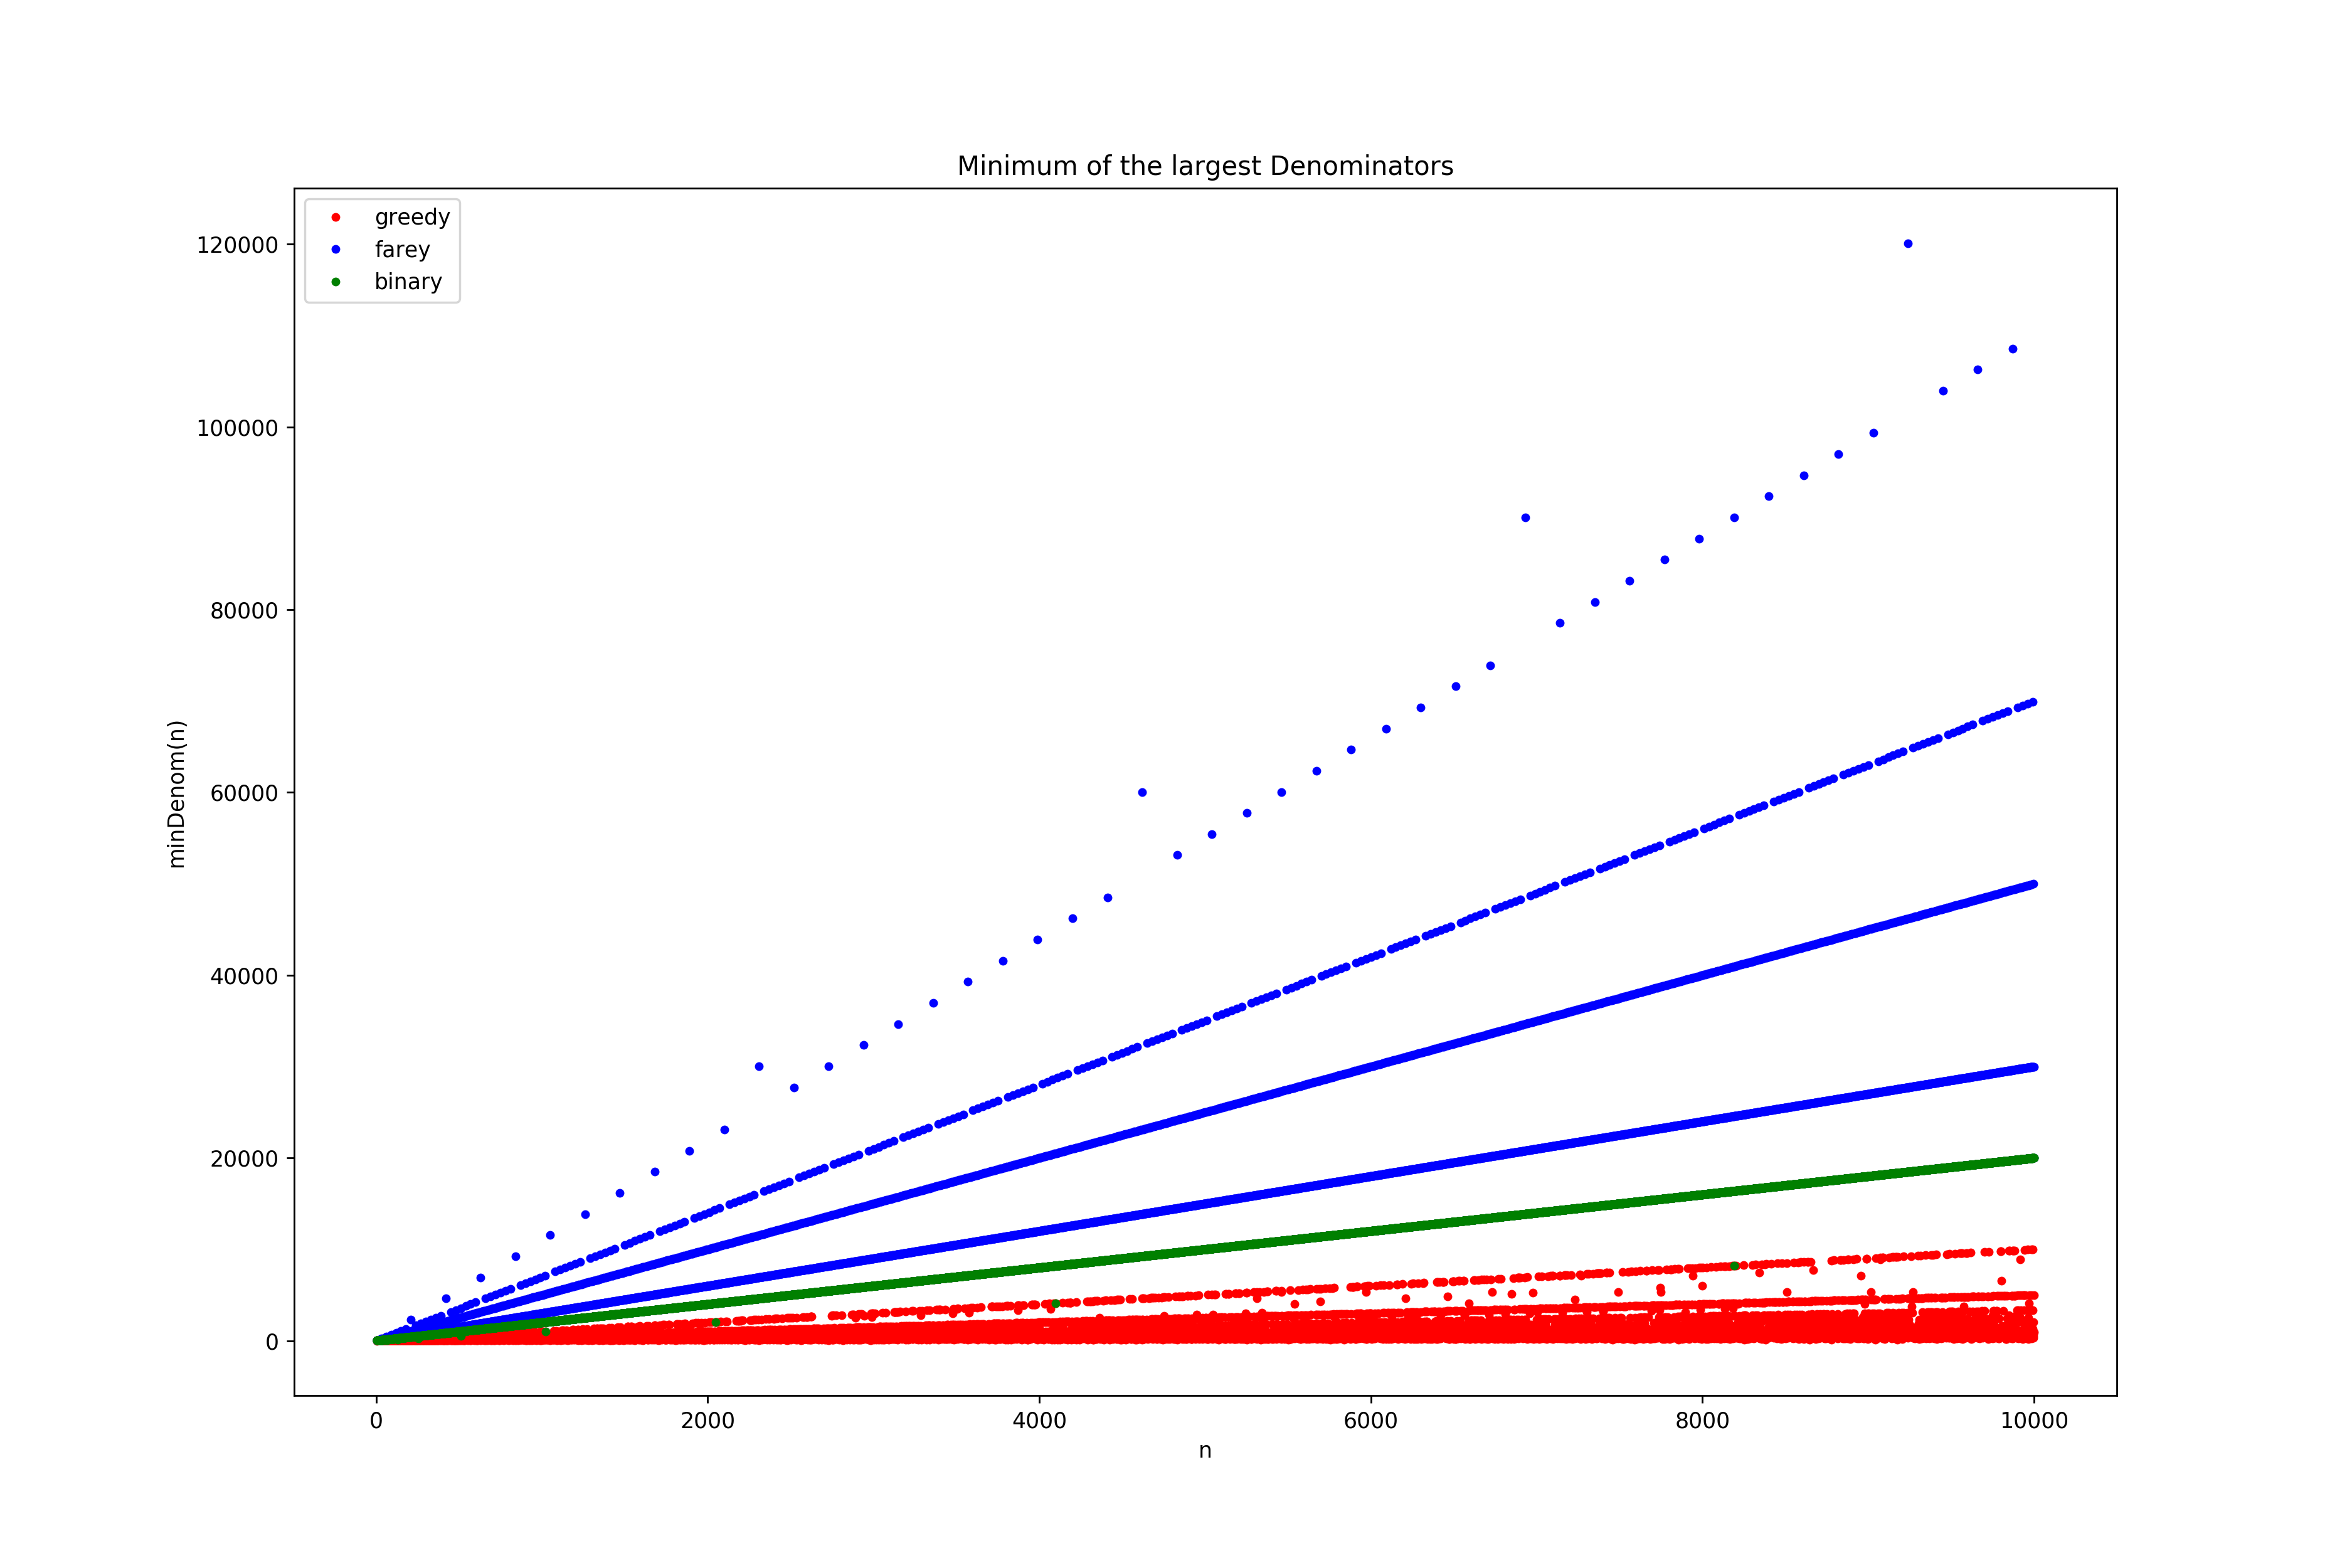 Minimum of the largest Denominators
greedy
farey
binary
120000
100000
80000
60000
40000
20000
0
minDenom(n)
0 2000 4000 6000 8000 10000
n